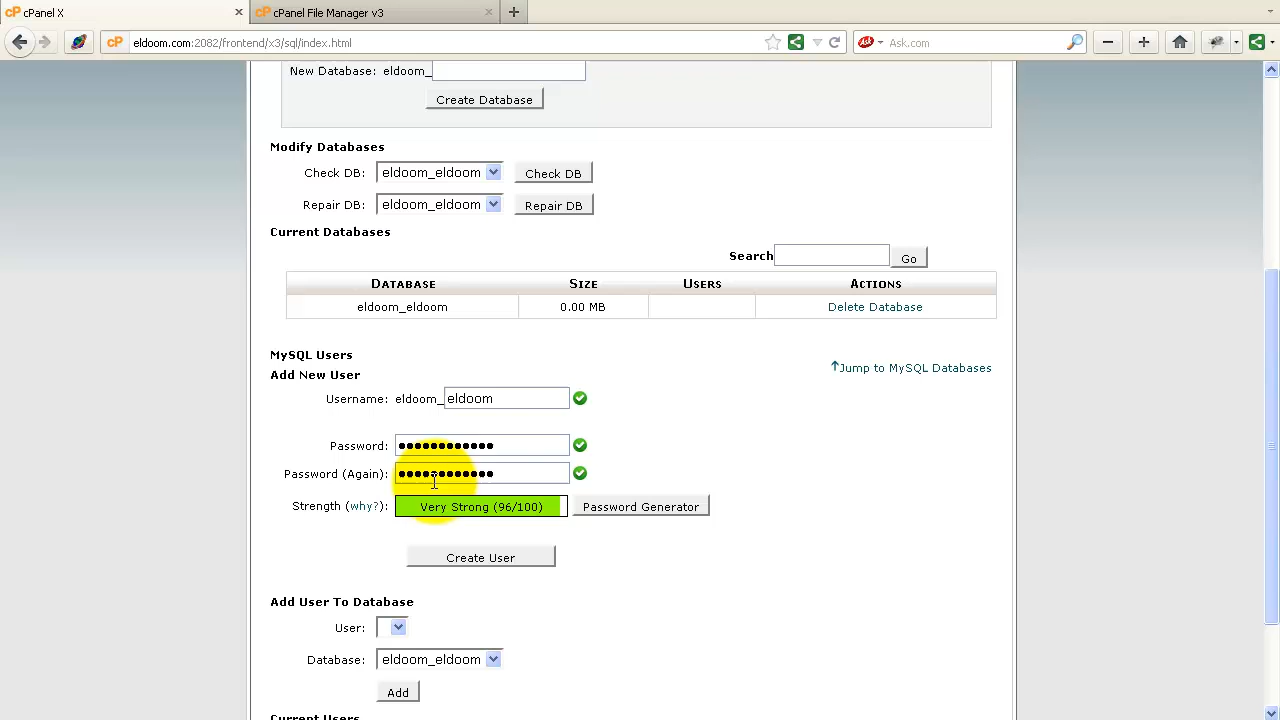 cPanel X
cPanel File Manager v3
eldoom.com:2082/frontend/x3/sql/index.html
Ask.com
New Database: eldoom_
Create Database
Modify Databases
Check DB: eldoom_eldoom Check DB
Repair DB: eldoom_eldoom Repair DB
Current Databases
Search Go
DATABASE SIZE USERS ACTIONS
eldoom_eldoom 0.00 MB Delete Database
MySQL Users
Add New User
Jump to MySQL Databases
Username: eldoom_ eldoom
Password: ●●●●●●●●●●●●
Password (Again): ●●●●●●●●●●●●
Strength (why?): Very Strong (96/100) Password Generator
Create User
Add User To Database
User:
Database: eldoom_eldoom
Add
Current Users